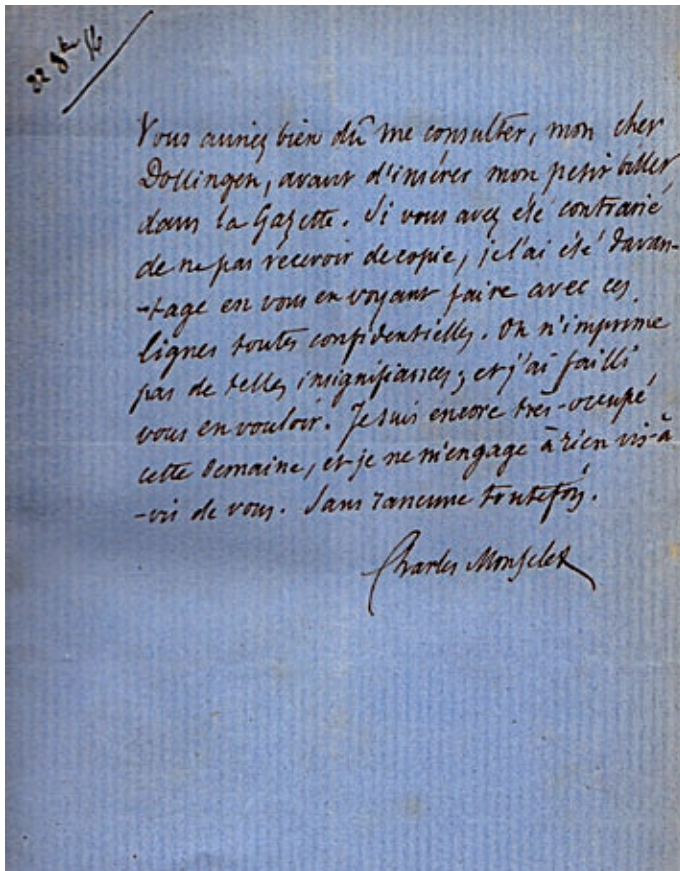 Vous auriez bien dû me consulter, mon cher
Dollingen, avant d'insérer mon petit billet
dans la Gazette. Si vous avez été contrarié
de ne pas recevoir de copie, je l'ai été davan-
-tage en vous en voyant faire avec ces
lignes toutes confidentielles. On n'imprime
pas de telles insignifiances; et j'ai failli
vous en vouloir. Je suis encore très-occupé
cette semaine, et je ne m'engage à rien vis-à
-vis de vous. Sans rancune toutefois.
Charles Monselet